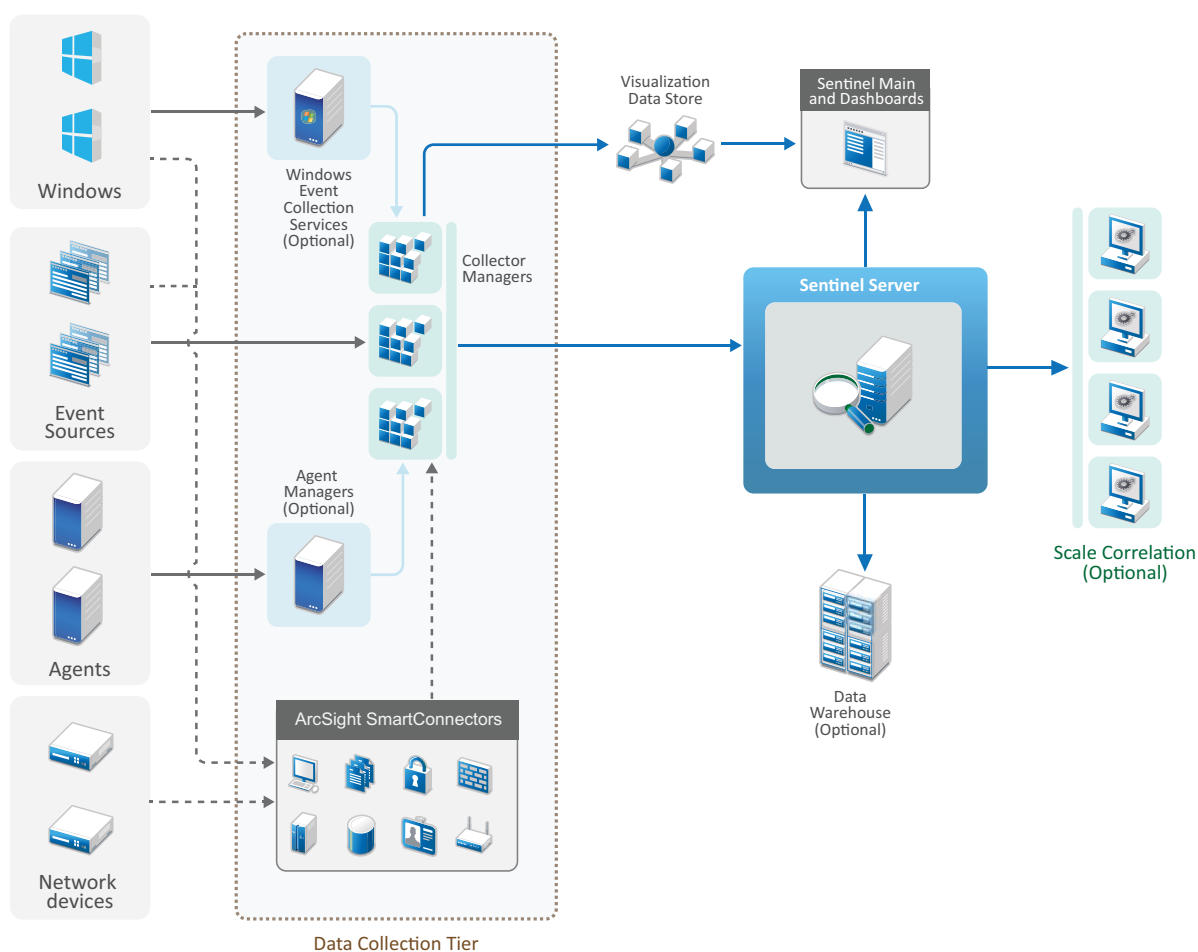 Windows
Event
Sources
Agents
Network
devices
Windows
Event
Collection
Services
(Optional)
Collector
Managers
Agent
Managers
(Optional)
ArcSight SmartConnectors
Data Collection Tier
Visualization
Data Store
Sentinel Main
and Dashboards
Sentinel Server
Data
Warehouse
(Optional)
Scale Correlation
(Optional)